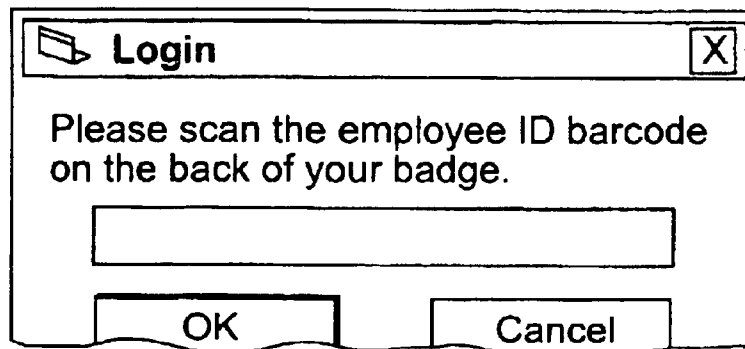 Login X
Please scan the employee ID barcode
on the back of your badge.
OK Cancel